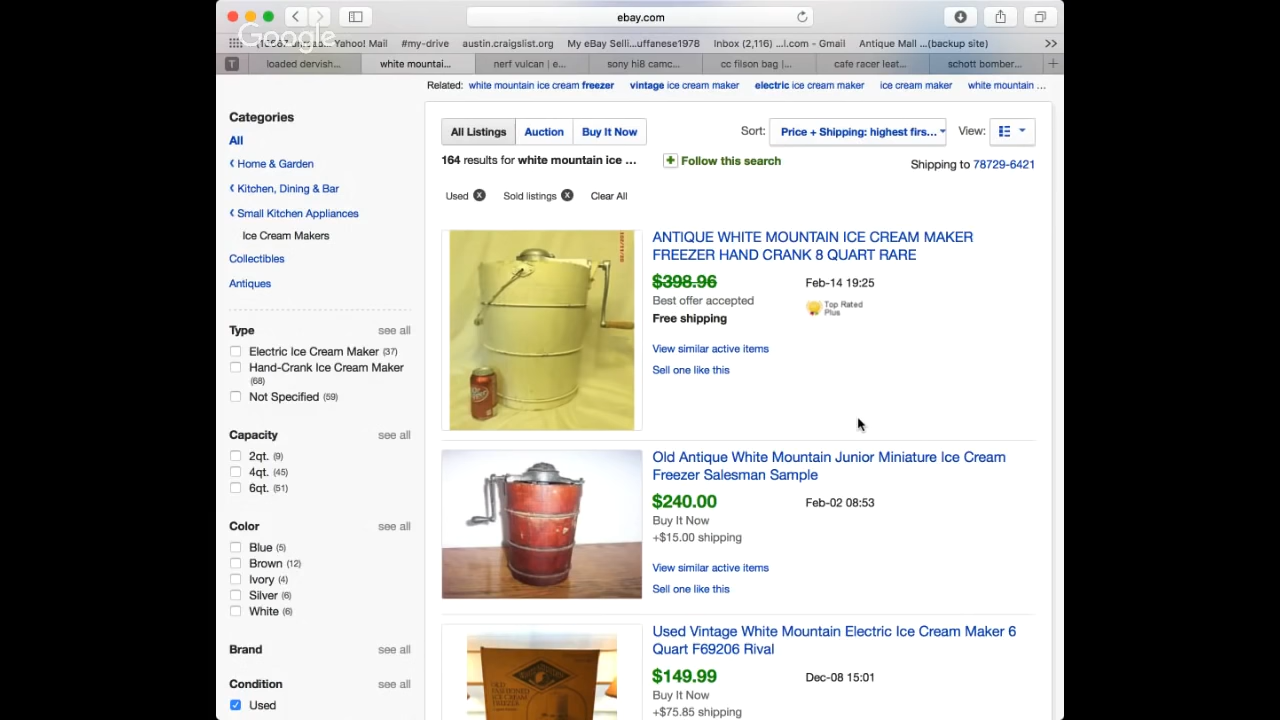 ebay.com
Google
Yahoo! Mail
#my-drive
austin.craigslist.org
My eBay Selli...uffanese1978
Inbox (2,116) ...l.com - Gmail
Antique Mall ...(backup site)
T
loaded dervish...
white mountai...
nerf vulcan | e...
sony hi8 camc...
cc filson bag |...
cafe racer leat...
schott bomber...
Related: white mountain ice cream freezer vintage ice cream maker electric ice cream maker ice cream maker white mountain ...
Categories
All
Home & Garden
Kitchen, Dining & Bar
Small Kitchen Appliances
Ice Cream Makers
Collectibles
Antiques
Type see all
Electric Ice Cream Maker (37)
Hand-Crank Ice Cream Maker
(68)
Not Specified (59)
Capacity see all
2qt. (9)
4qt. (45)
6qt. (51)
Color see all
Blue (5)
Brown (12)
Ivory (4)
Silver (6)
White (6)
Brand see all
Condition see all
Used
All Listings Auction Buy It Now
Sort: Price + Shipping: highest firs...
View:
164 results for white mountain ice ...
Follow this search
Shipping to 78729-6421
Used Sold listings Clear All
ANTIQUE WHITE MOUNTAIN ICE CREAM MAKER
FREEZER HAND CRANK 8 QUART RARE
$398.96 Feb-14 19:25
Best offer accepted
Top Rated
Plus
Free shipping
View similar active items
Sell one like this
Dr Pepper
Old Antique White Mountain Junior Miniature Ice Cream
Freezer Salesman Sample
$240.00 Feb-02 08:53
Buy It Now
+$15.00 shipping
View similar active items
Sell one like this
Used Vintage White Mountain Electric Ice Cream Maker 6
Quart F69206 Rival
$149.99 Dec-08 15:01
Buy It Now
+$75.85 shipping
OLD
FASHIONED
ICE CREAM
FREEZER